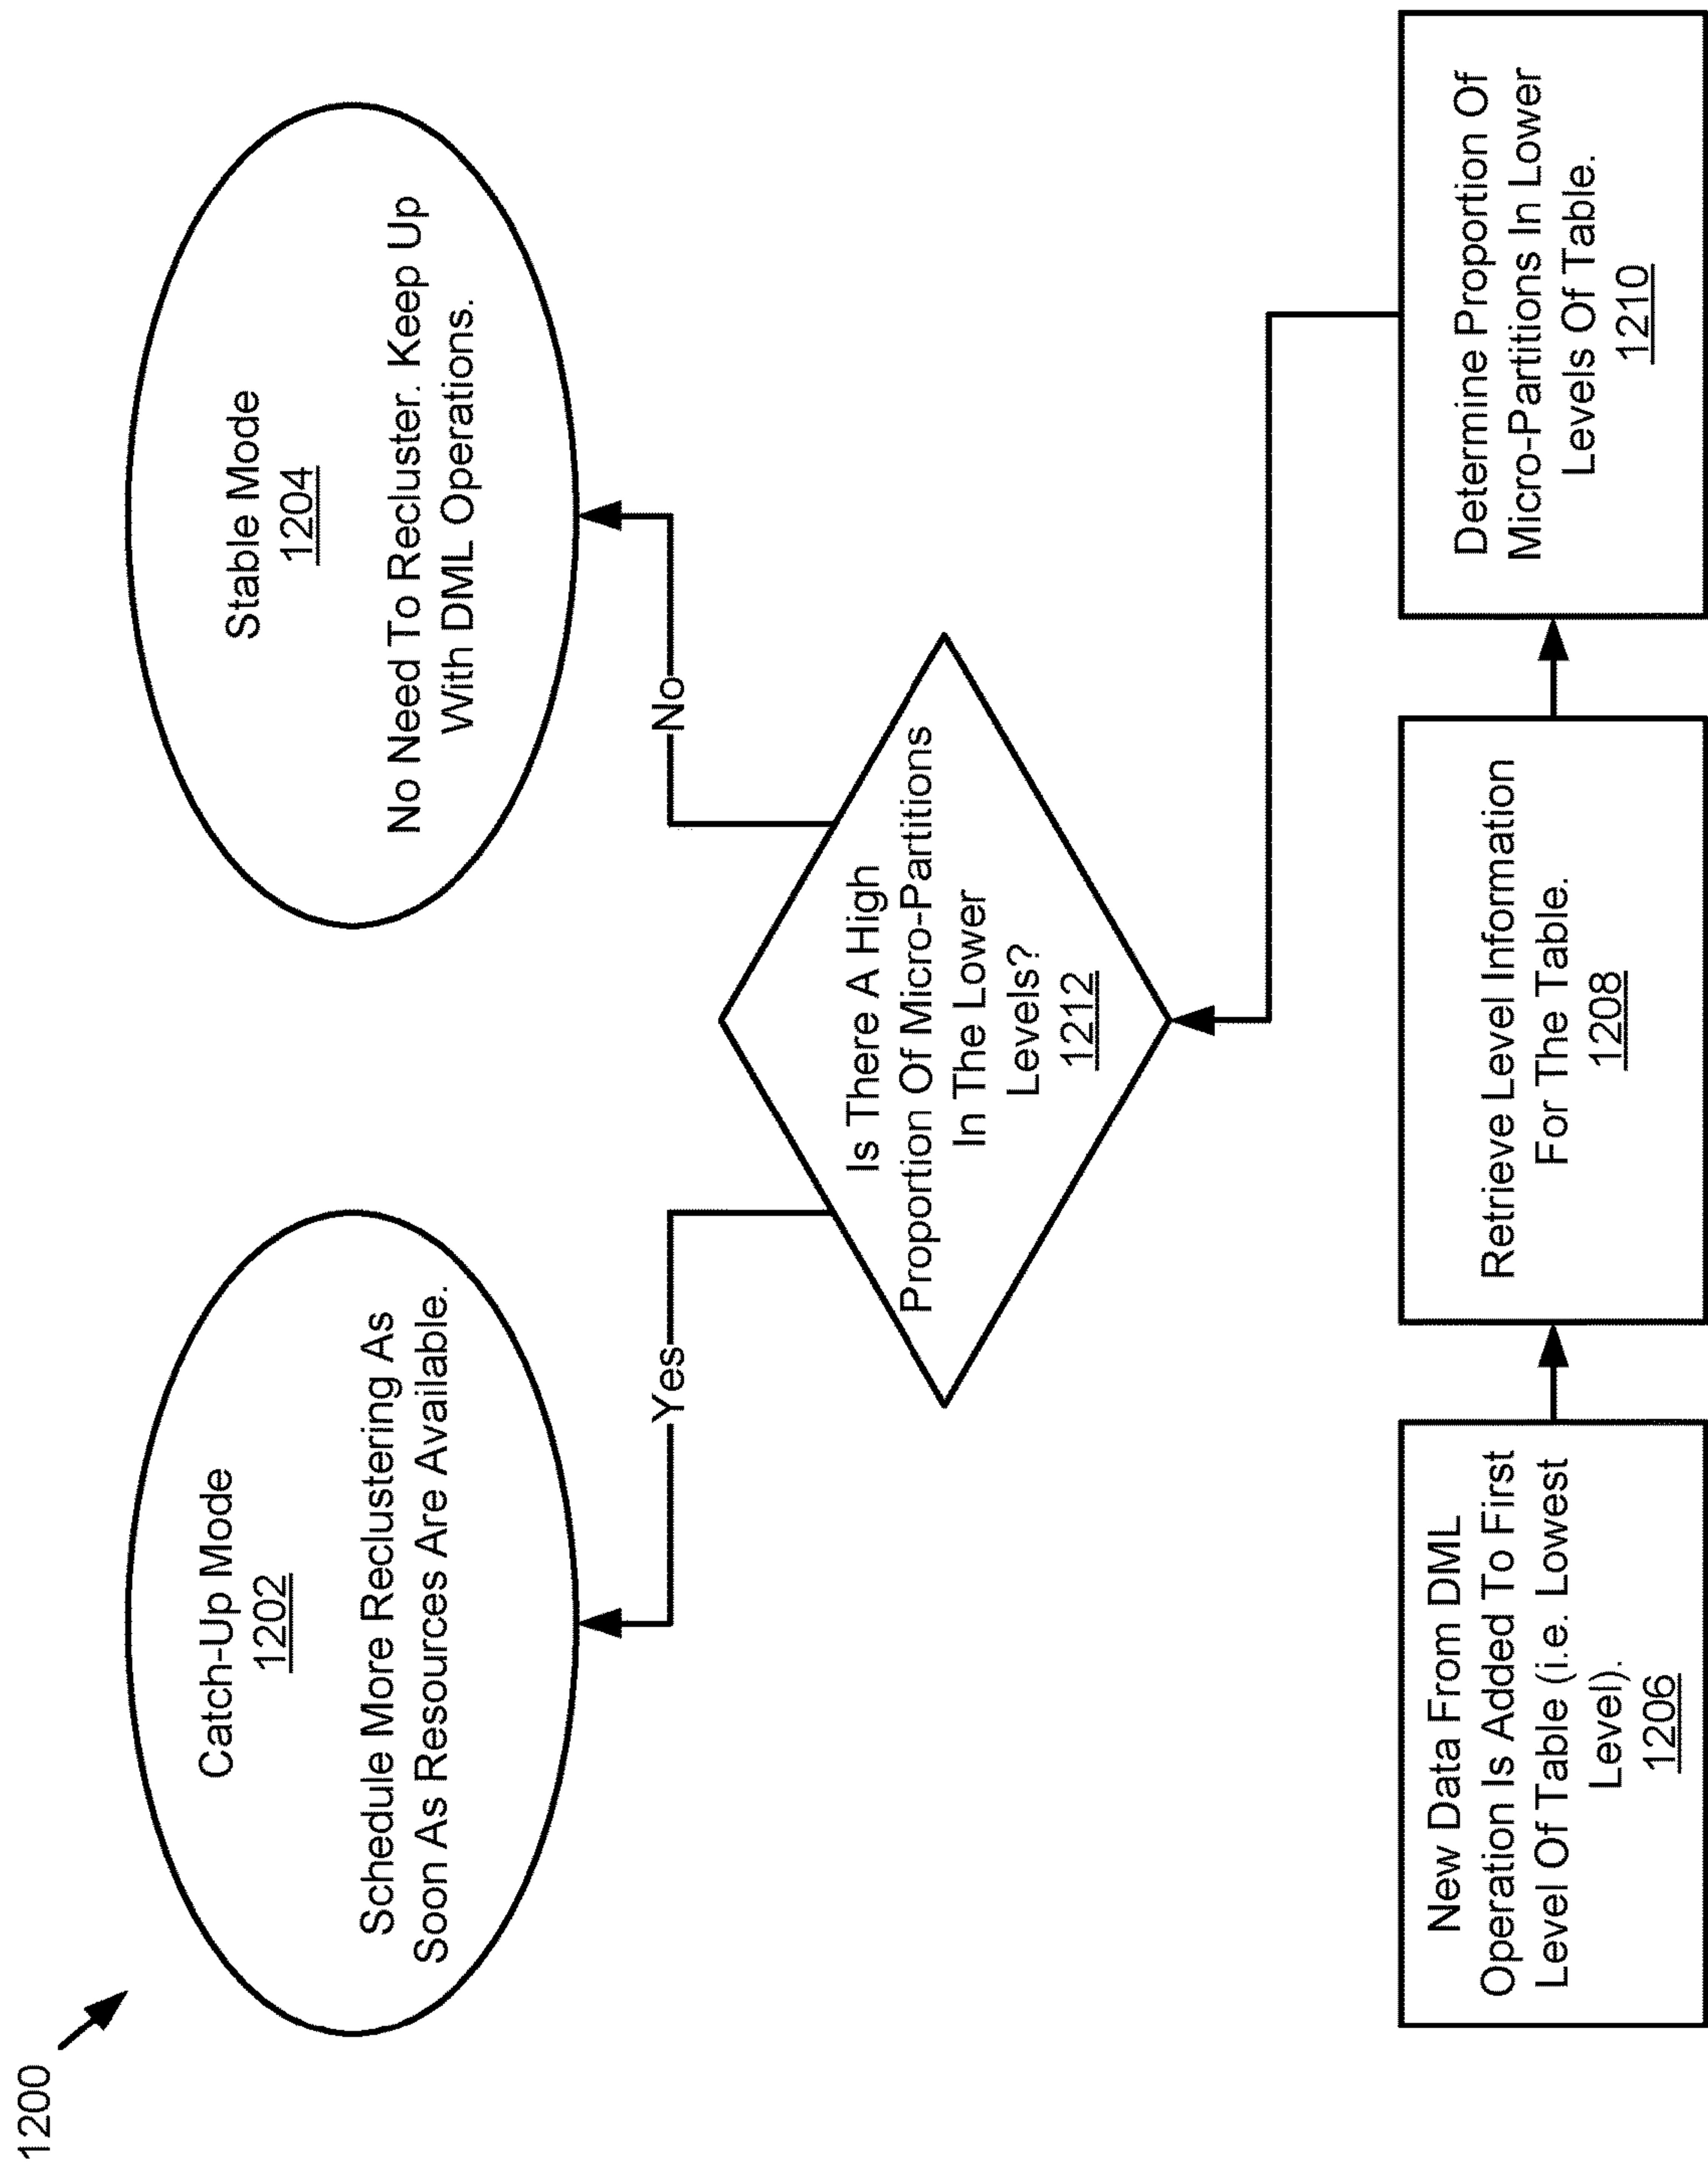 1200
Catch-Up Mode
1202
Schedule More Reclustering As
Soon As Resources Are Available.
Stable Mode
1204
No Need To Recluster. Keep Up
With DML Operations.
Yes
No
Is There A High
Proportion Of Micro-Partitions
In The Lower
Levels?
1212
New Data From DML
Operation Is Added To First
Level Of Table (i.e. Lowest
Level).
1206
Retrieve Level Information
For The Table.
1208
Determine Proportion Of
Micro-Partitions In Lower
Levels Of Table.
1210